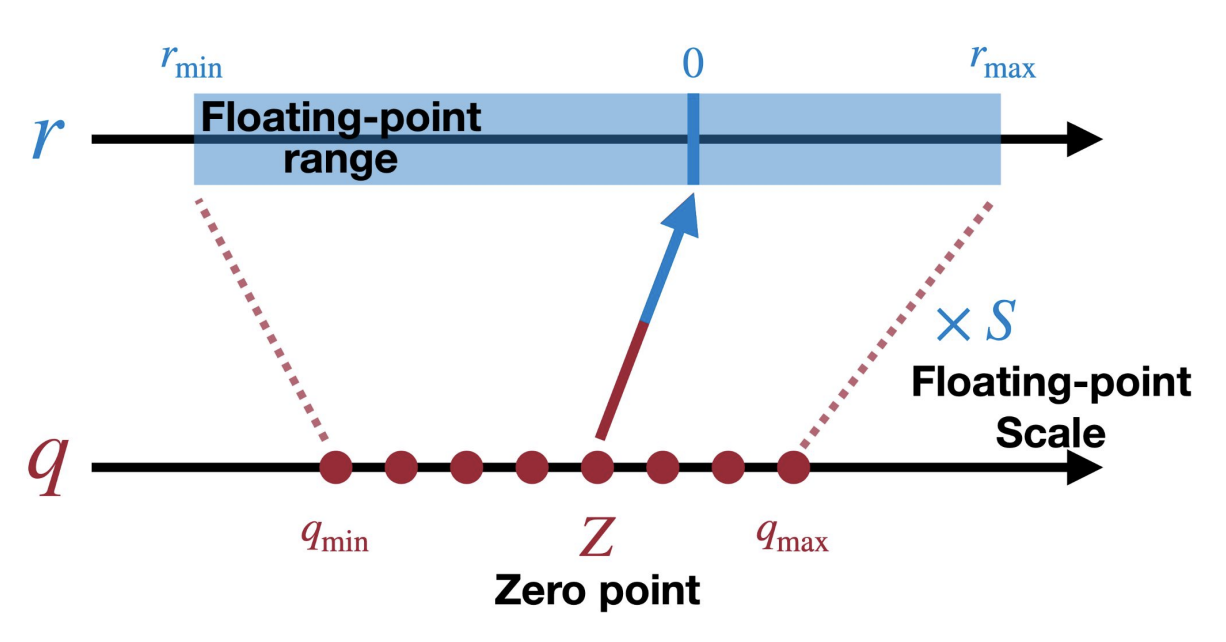 r_min 0 r_max
r
Floating-point
range
× S
Floating-point
Scale
q
q_min Z q_max
Zero point